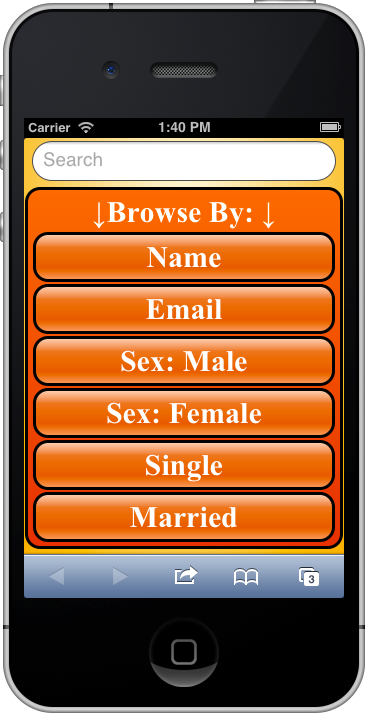 Carrier 1:40 PM
Search
↓Browse By: ↓
Name
Email
Sex: Male
Sex: Female
Single
Married
3